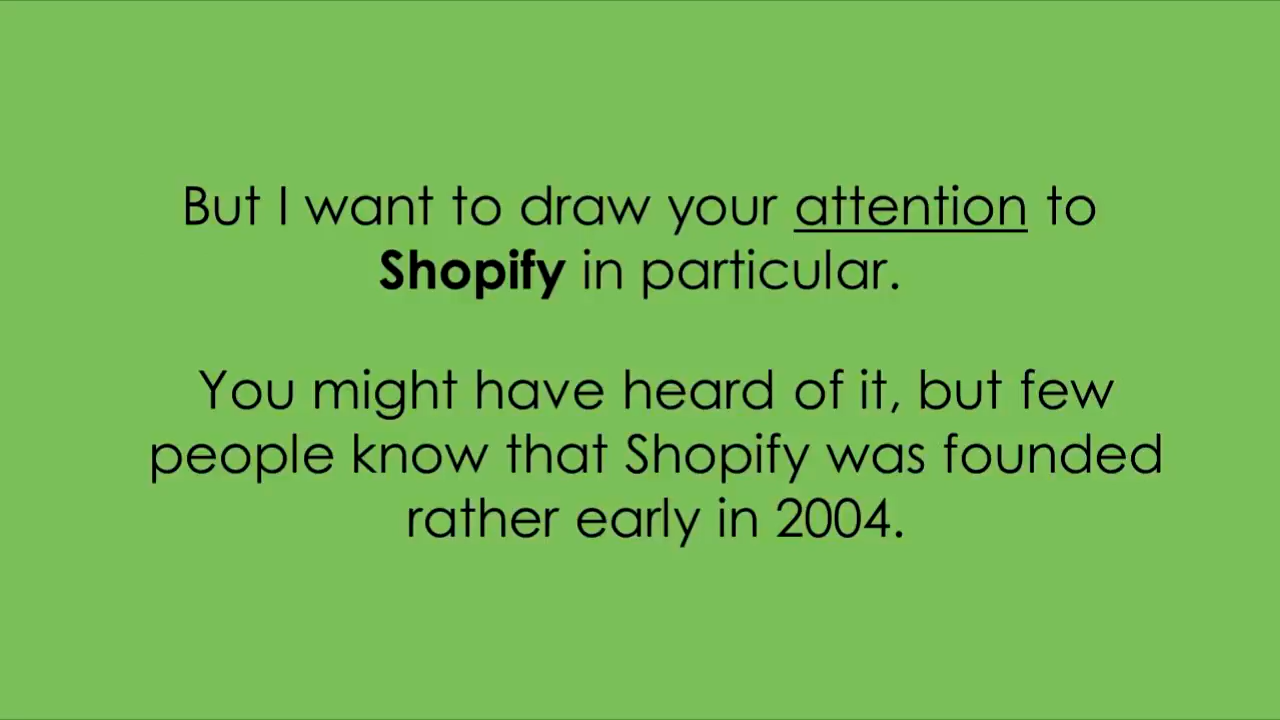 But I want to draw your attention to
Shopify in particular.
You might have heard of it, but few
people know that Shopify was founded
rather early in 2004.